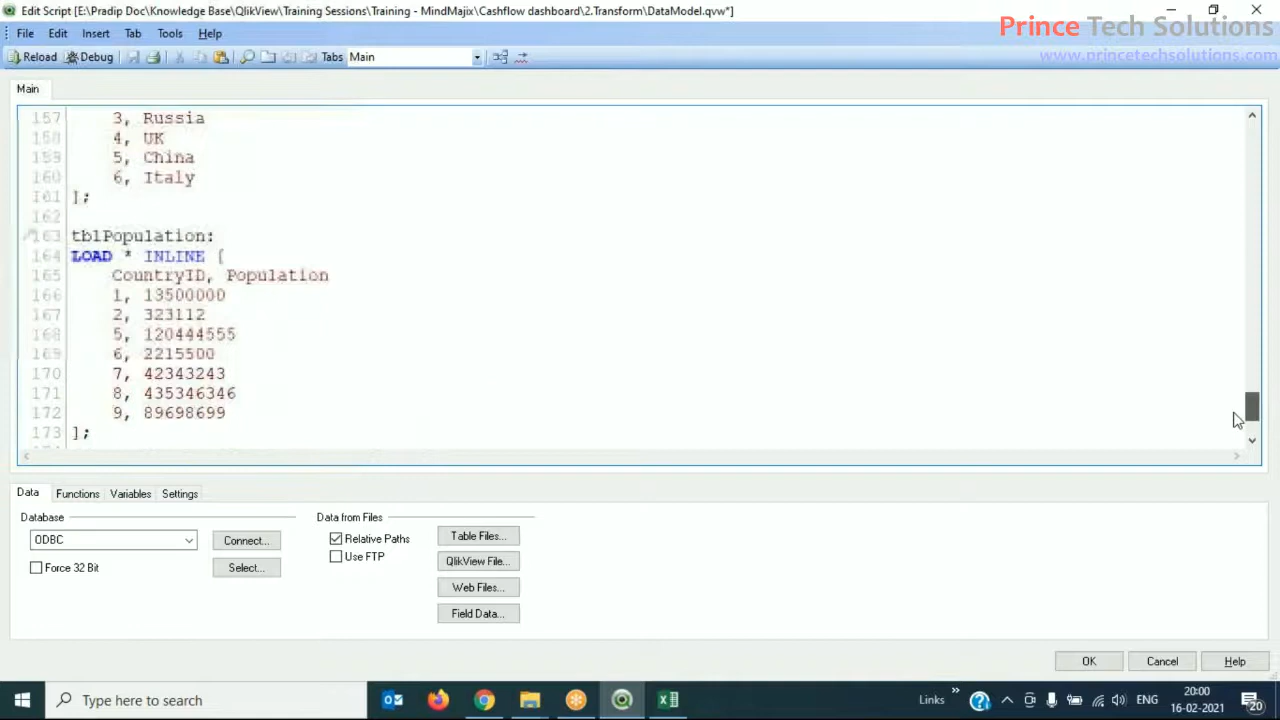 Edit Script [E:\Pradip Doc\Knowledge Base\QlikView\Training Sessions\Training - MindMajix\Cashflow dashboard\2.Transform\DataModel.qvw*]
Prince Tech Solutions
www.princetechsolutions.com
File Edit Insert Tab Tools Help
Reload Debug Tabs Main
Main
157 3, Russia
158 4, UK
159 5, China
160 6, Italy
161 ];
162
163 tblPopulation:
164 LOAD * INLINE [
165 CountryID, Population
166 1, 13500000
167 2, 323112
168 5, 120444555
169 6, 2215500
170 7, 42343243
171 8, 435346346
172 9, 89698699
173 ];
Data Functions Variables Settings
Database
ODBC
Connect...
Force 32 Bit
Select...
Data from Files
Relative Paths
Use FTP
Table Files...
QlikView File...
Web Files...
Field Data...
OK Cancel Help
Type here to search
Links
ENG
20:00
16-02-2021
20